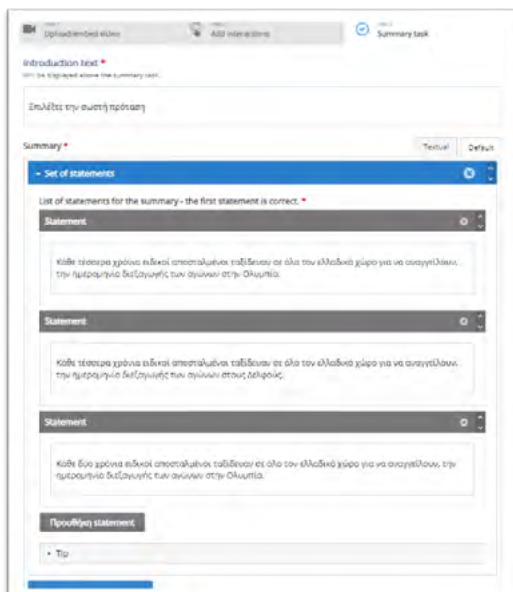 Upload/embed video
Add interactions
Summary task
Introduction text *
Will be displayed above the summary task.
Επιλέξτε την σωστή πρόταση
Summary *
Textual
Default
Set of statements
List of statements for the summary - the first statement is correct. *
Statement
Κάθε τέσσερα χρόνια ειδικοί απεσταλμένοι ταξίδευαν σε όλο τον ελλαδικό χώρο για να αναγγείλουν,
την ημερομηνία διεξαγωγής των αγώνων στην Ολυμπία.
Statement
Κάθε τέσσερα χρόνια ειδικοί απεσταλμένοι ταξίδευαν σε όλο τον ελλαδικό χώρο για να αναγγείλουν,
την ημερομηνία διεξαγωγής των αγώνων στους Δελφούς.
Statement
Κάθε δύο χρόνια ειδικοί απεσταλμένοι ταξίδευαν σε όλο τον ελλαδικό χώρο για να αναγγείλουν, την
ημερομηνία διεξαγωγής των αγώνων στην Ολυμπία.
Προσθήκη statement
Tip